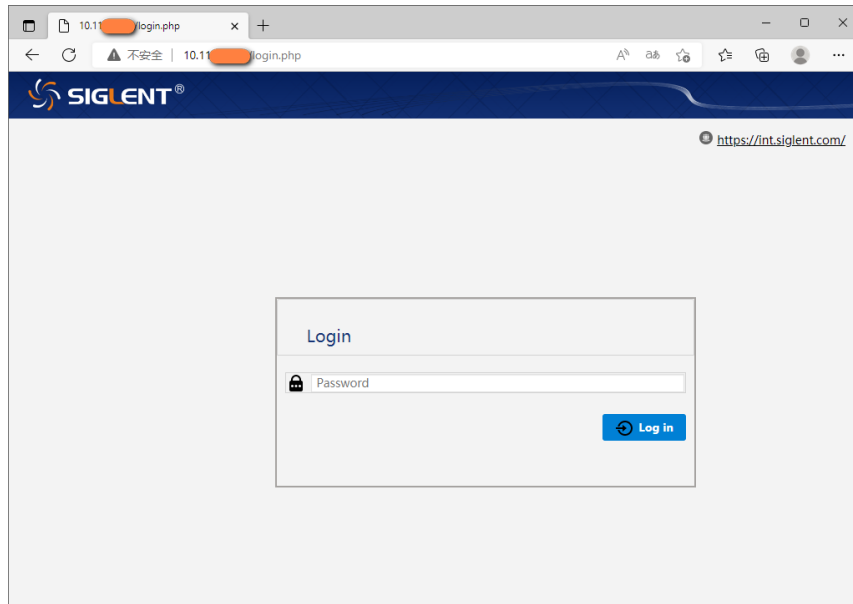 10.11 /login.php
不安全 10.11 login.php
SIGLENT®
https://int.siglent.com/
Login
Password
Log in